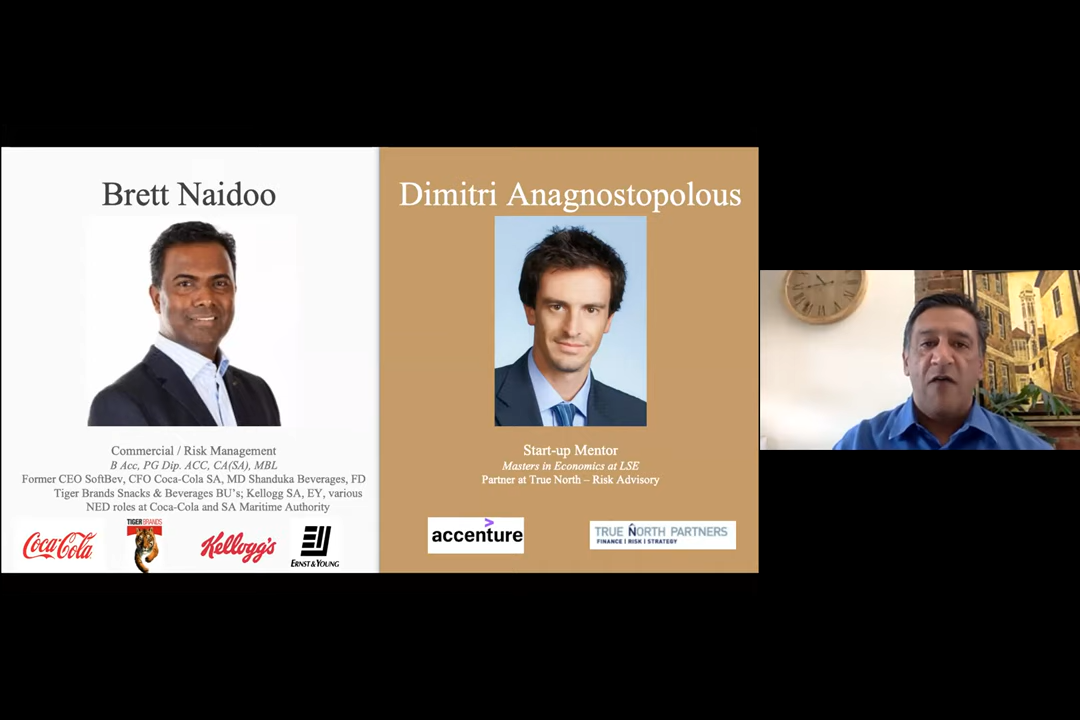 Brett Naidoo
Commercial / Risk Management
B Acc, PG Dip. ACC, CA(SA), MBL
Former CEO SoftBev, CFO Coca-Cola SA, MD Shanduka Beverages, FD
Tiger Brands Snacks & Beverages BU's; Kellogg SA, EY, various
NED roles at Coca-Cola and SA Maritime Authority
Coca-Cola
TIGER BRANDS
Kellogg's
EY
ERNST & YOUNG
Dimitri Anagnostopolous
Start-up Mentor
Masters in Economics at LSE
Partner at True North – Risk Advisory
accenture
TRUE NORTH PARTNERS
FINANCE | RISK | STRATEGY